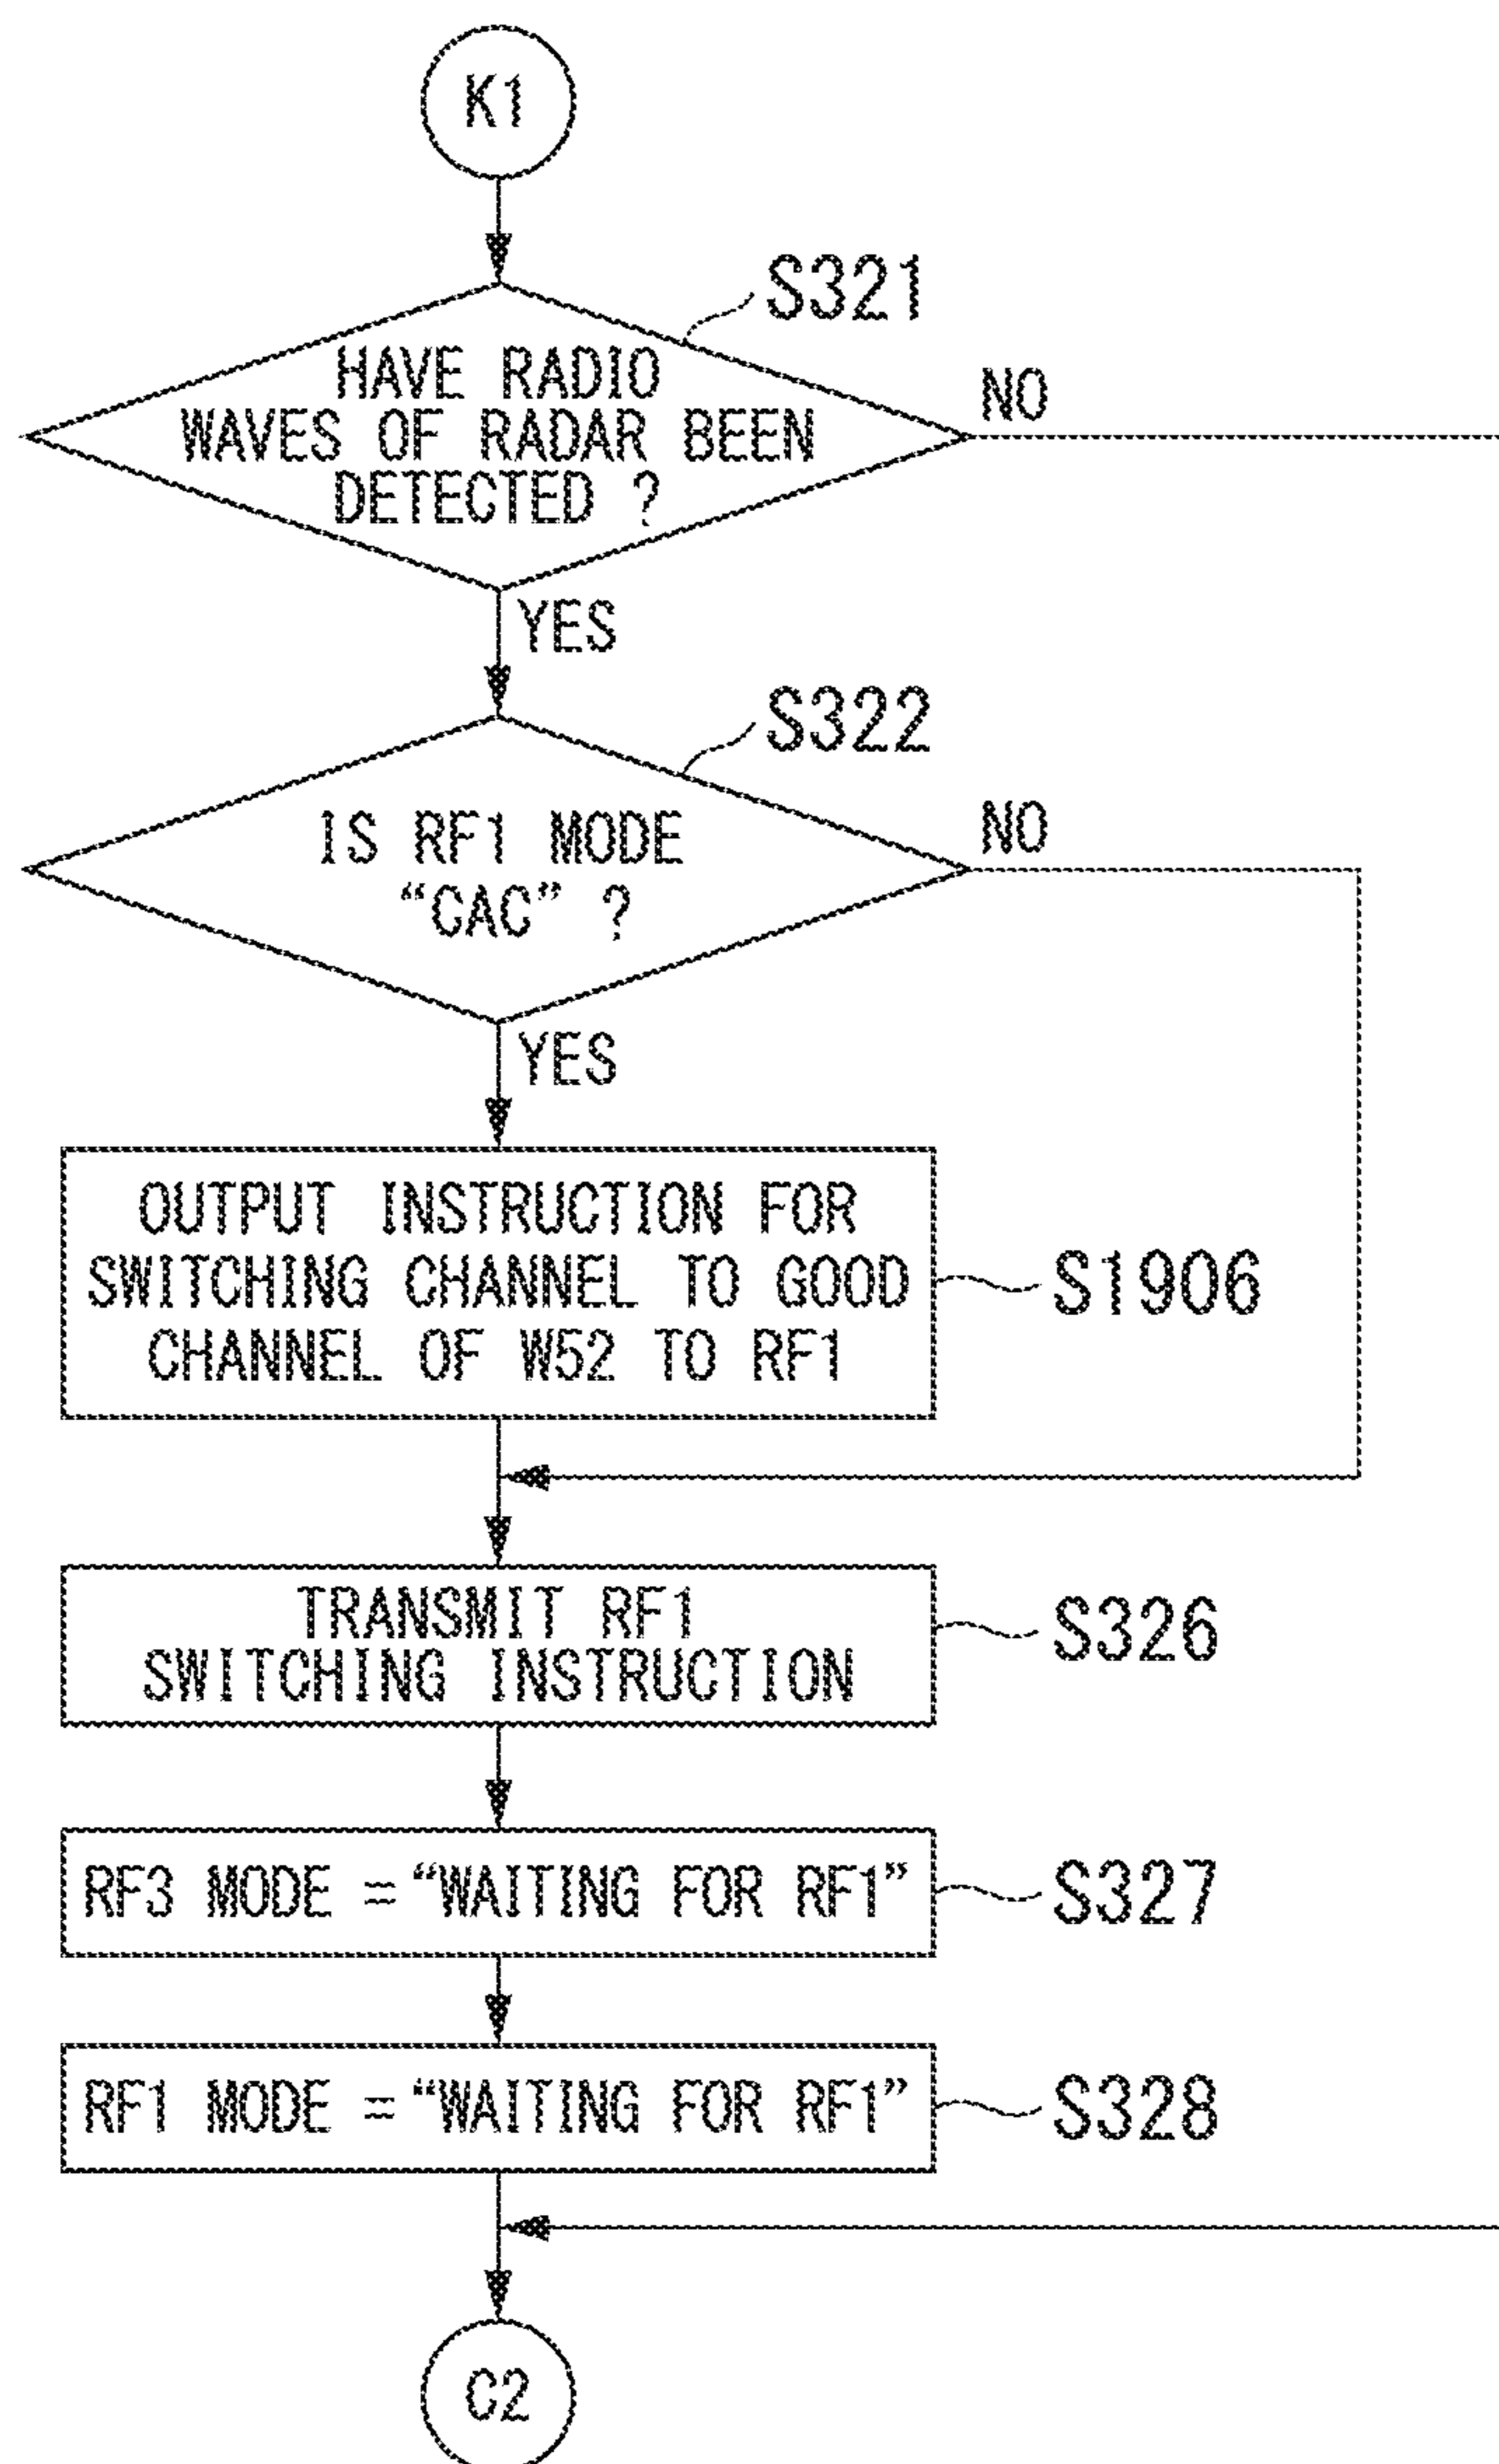 K1
S321
HAVE RADIO
WAVES OF RADAR BEEN
DETECTED ?
NO
YES
S322
IS RF1 MODE
“CAC” ?
NO
YES
OUTPUT INSTRUCTION FOR
SWITCHING CHANNEL TO GOOD
CHANNEL OF W52 TO RF1
S1906
TRANSMIT RF1
SWITCHING INSTRUCTION
S326
RF3 MODE =“WAITING FOR RF1”
S327
RF1 MODE =“WAITING FOR RF1”
S328
C2